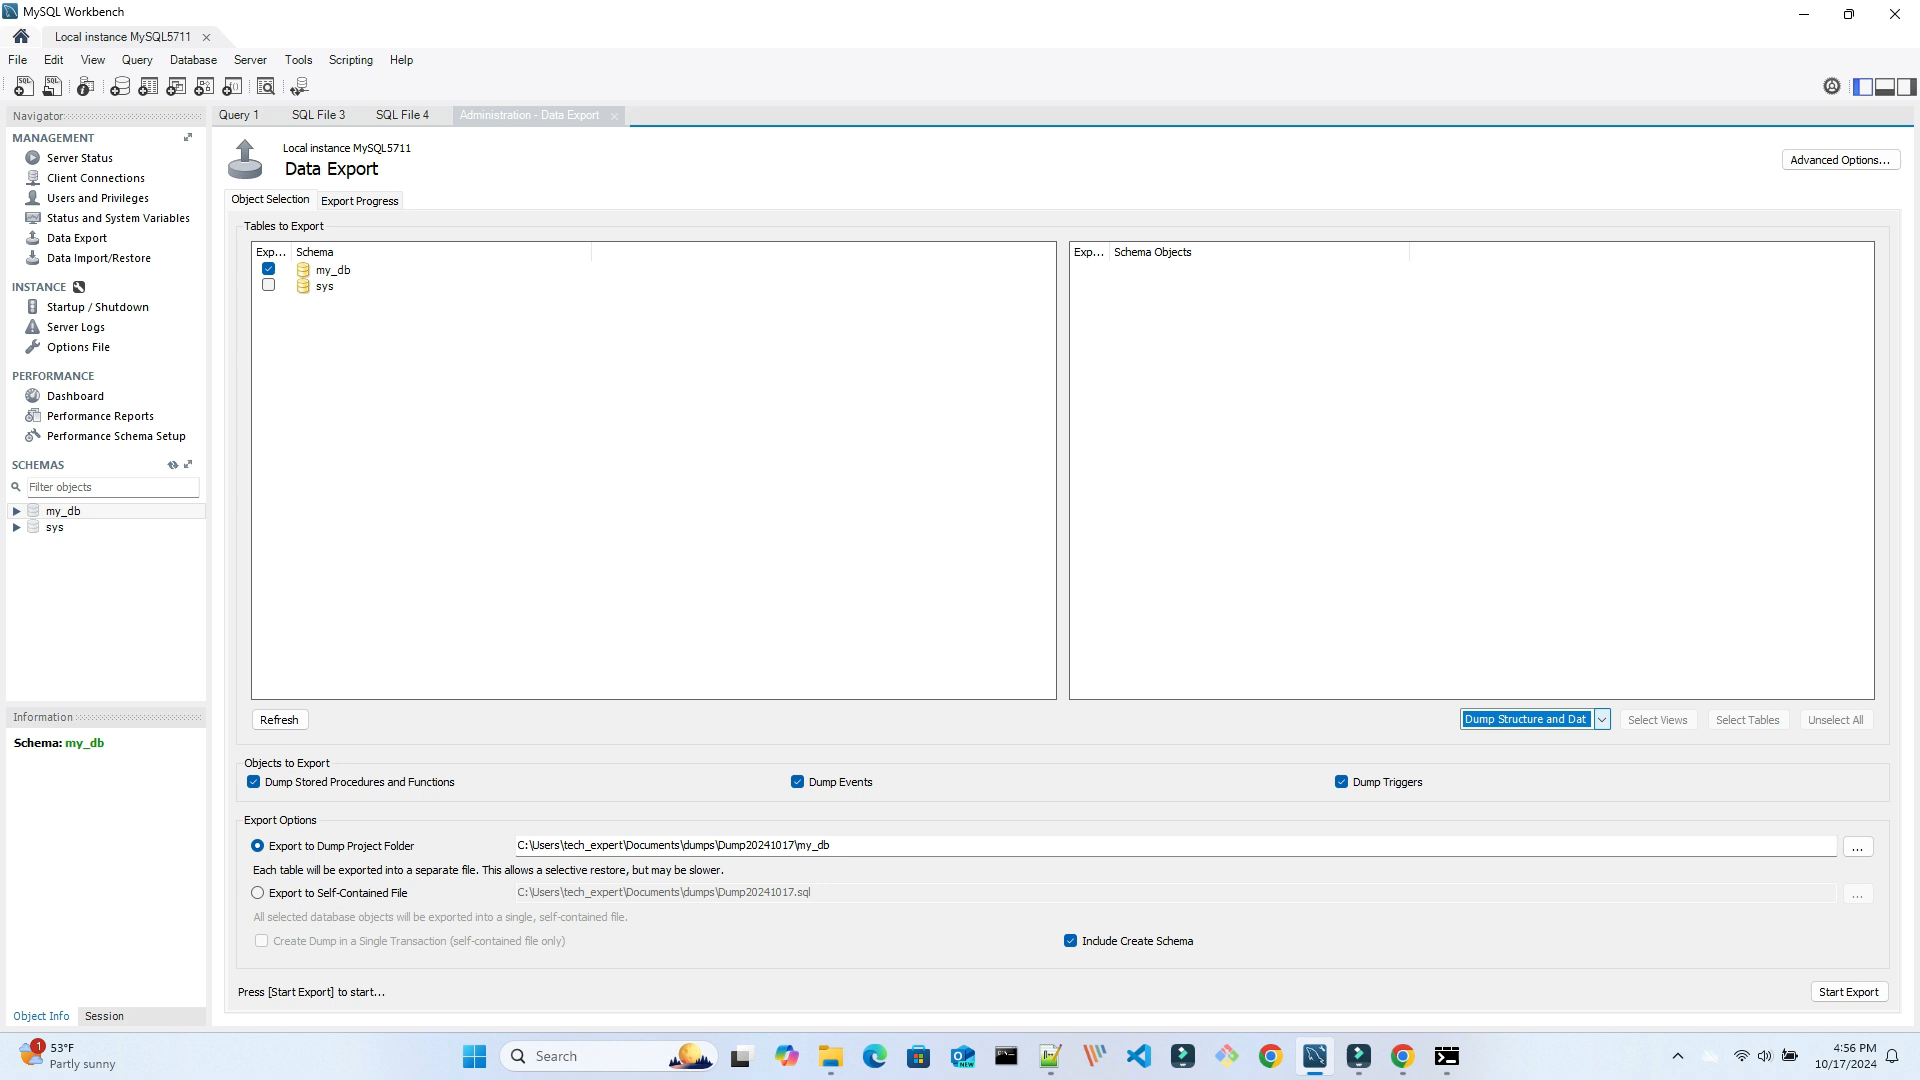 MySQL Workbench
Local instance MySQL5711
File Edit View Query Database Server Tools Scripting Help
Navigator
MANAGEMENT
Server Status
Client Connections
Users and Privileges
Status and System Variables
Data Export
Data Import/Restore
INSTANCE
Startup / Shutdown
Server Logs
Options File
PERFORMANCE
Dashboard
Performance Reports
Performance Schema Setup
SCHEMAS
Filter objects
my_db
sys
Information
Schema: my_db
Object Info Session
Query 1 SQL File 3 SQL File 4 Administration - Data Export
Local instance MySQL5711
Data Export
Advanced Options...
Object Selection Export Progress
Tables to Export
Exp... Schema
my_db
sys
Exp... Schema Objects
Refresh
Dump Structure and Dat
Select Views
Select Tables
Unselect All
Objects to Export
Dump Stored Procedures and Functions
Dump Events
Dump Triggers
Export Options
Export to Dump Project Folder
C:\Users\tech_expert\Documents\dumps\Dump20241017\my_db
...
Each table will be exported into a separate file. This allows a selective restore, but may be slower.
Export to Self-Contained File
C:\Users\tech_expert\Documents\dumps\Dump20241017.sql
...
All selected database objects will be exported into a single, self-contained file.
Create Dump in a Single Transaction (self-contained file only)
Include Create Schema
Press [Start Export] to start...
Start Export
1
53°F
Partly sunny
Search
4:56 PM
10/17/2024